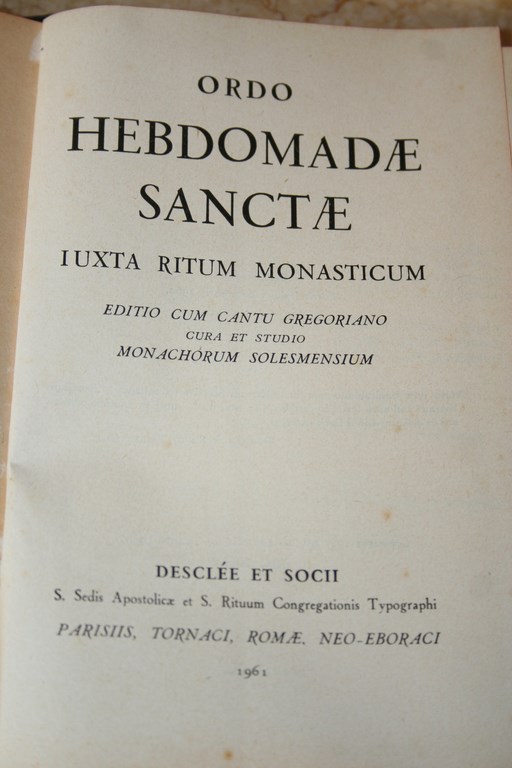 ORDO
HEBDOMADÆ
SANCTÆ
IUXTA RITUM MONASTICUM
EDITIO CUM CANTU GREGORIANO
CURA ET STUDIO
MONACHÓRUM SOLESMENSIUM
DESCLÉE ET SOCII
S. Sedis Apostolicæ et S. Rituum Congregationis Typographi
PARISIIS, TORNACI, ROMÆ, NEO-EBORACI
1961